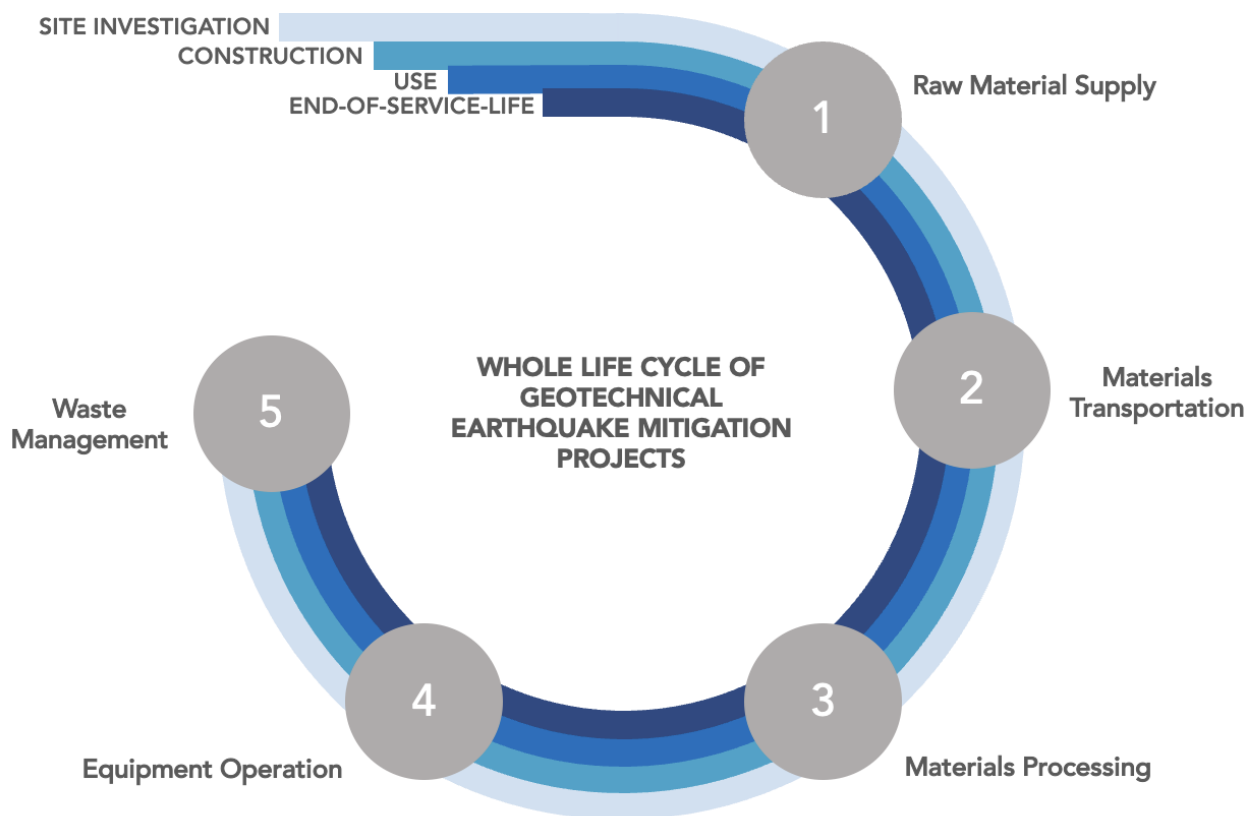 SITE INVESTIGATION
CONSTRUCTION
USE
END-OF-SERVICE-LIFE
1
Raw Material Supply
2
Materials
Transportation
WHOLE LIFE CYCLE OF
GEOTECHNICAL
EARTHQUAKE MITIGATION
PROJECTS
5
Waste
Management
4
Equipment Operation
3
Materials Processing